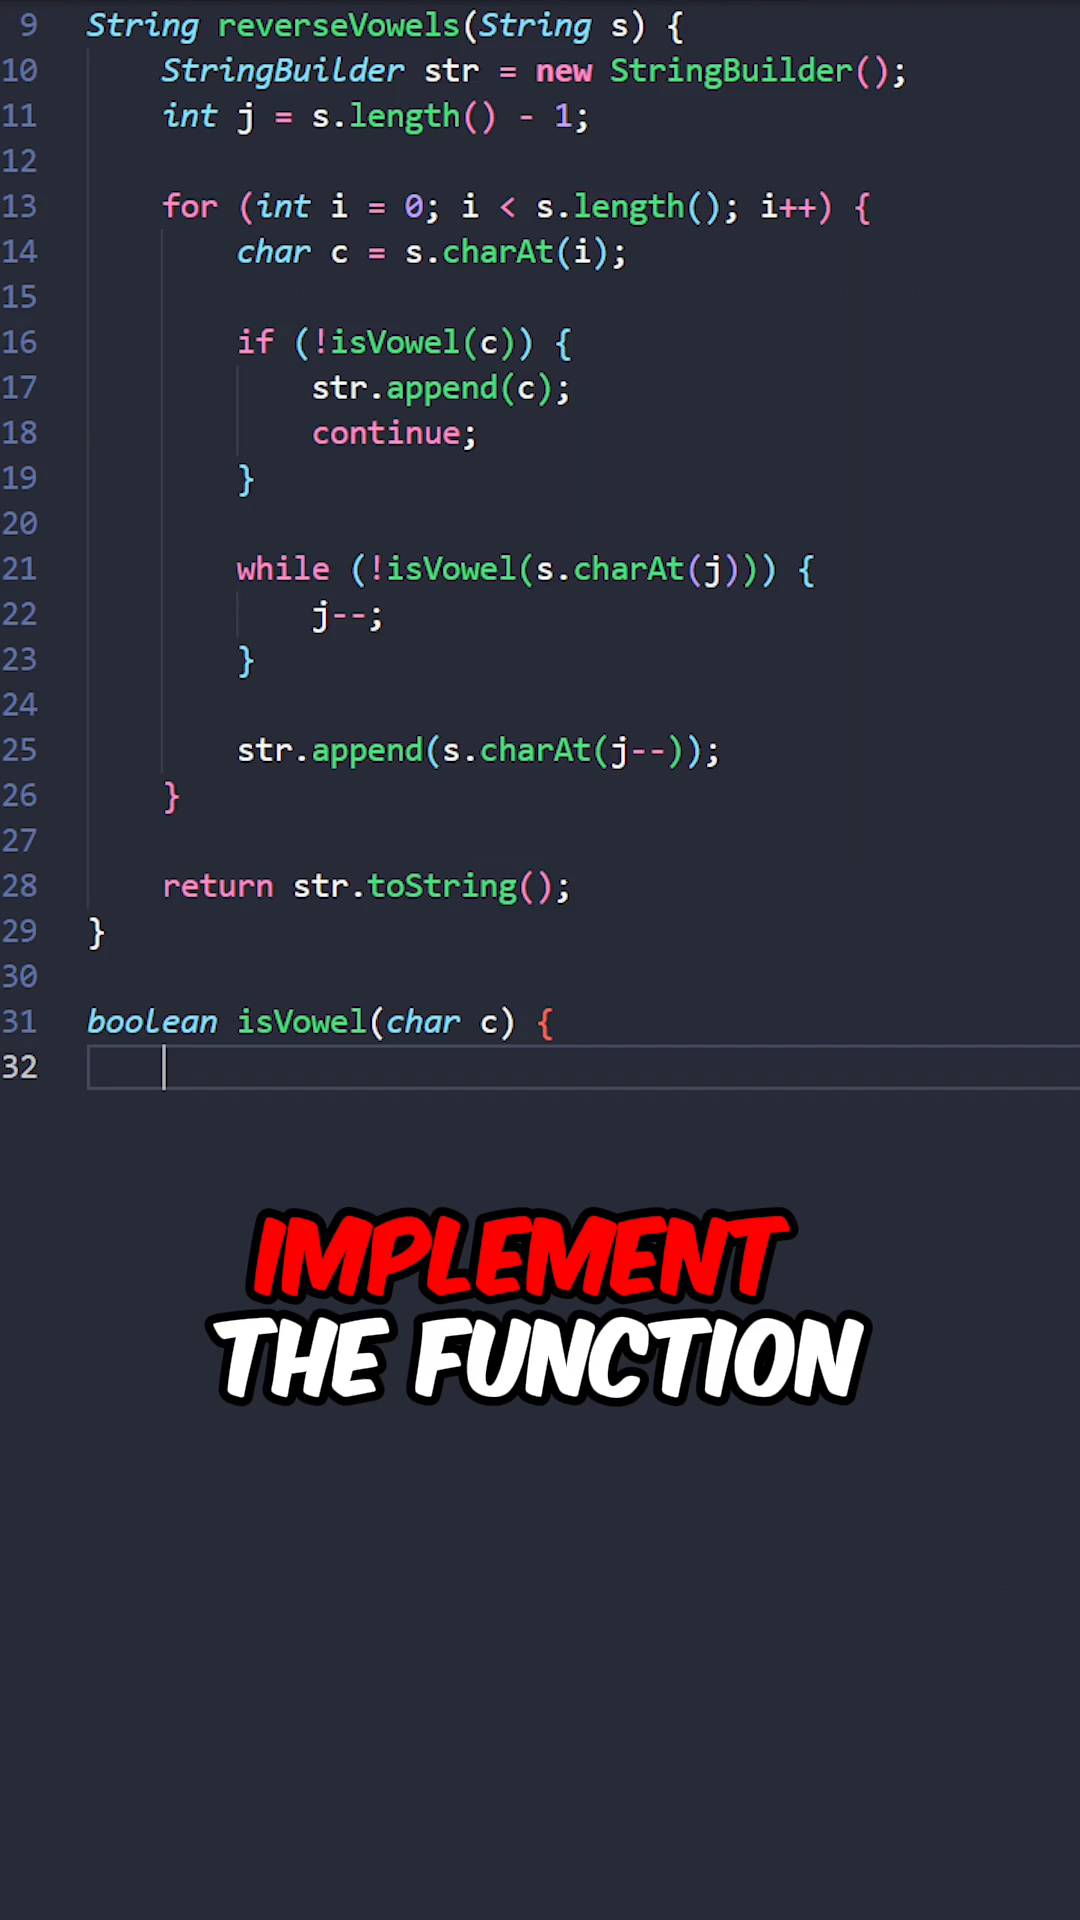 9 String reverseVowels(String s) {
10 StringBuilder str = new StringBuilder();
11 int j = s.length() - 1;
12
13 for (int i = 0; i < s.length(); i++) {
14 char c = s.charAt(i);
15
16 if (!isVowel(c)) {
17 str.append(c);
18 continue;
19 }
20
21 while (!isVowel(s.charAt(j))) {
22 j--;
23 }
24
25 str.append(s.charAt(j--));
26 }
27
28 return str.toString();
29 }
30
31 boolean isVowel(char c) {
32
IMPLEMENT
THE FUNCTION